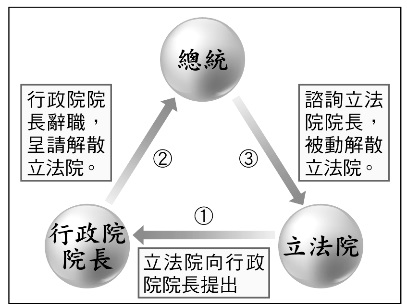 總統
行政院院
長辭職，
呈請解散
立法院。
②
③
諮詢立法
院院長，
被動解散
立法院。
①
行政院
院長
立法院
立法院向行政
院院長提出